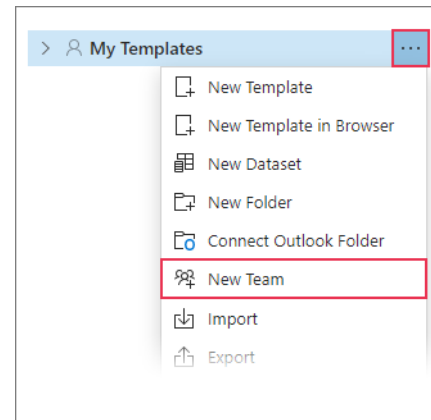 My Templates
New Template
New Template in Browser
New Dataset
New Folder
Connect Outlook Folder
New Team
Import
Export